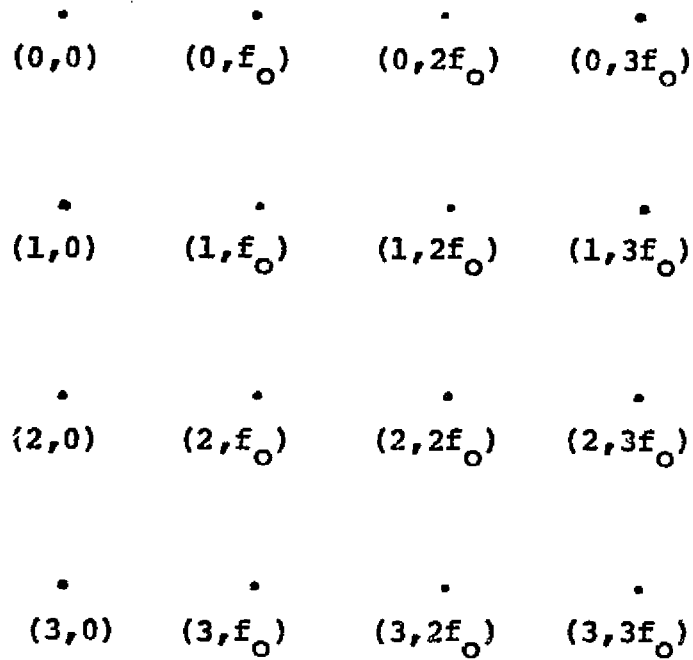 (0,0) (0,f_o) (0,2f_o) (0,3f_o)
(1,0) (1,f_o) (1,2f_o) (1,3f_o)
(2,0) (2,f_o) (2,2f_o) (2,3f_o)
(3,0) (3,f_o) (3,2f_o) (3,3f_o)